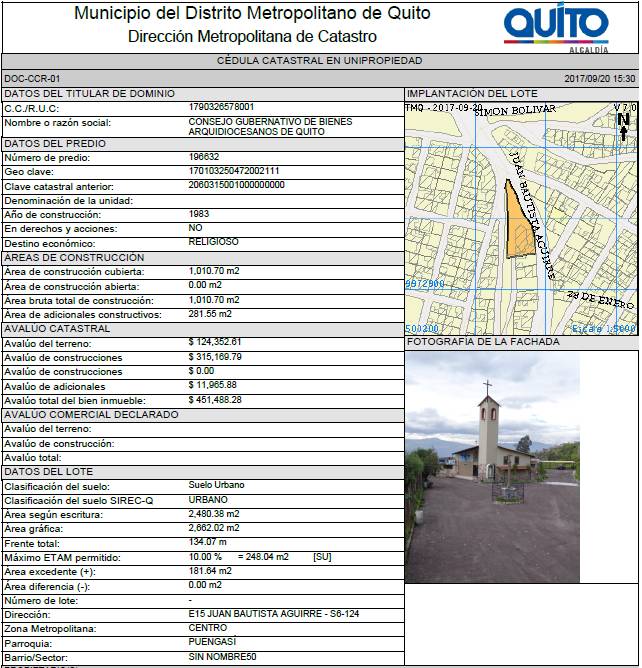 Municipio del Distrito Metropolitano de Quito
Dirección Metropolitana de Catastro
QUITO
ALCALDÍA
CÉDULA CATASTRAL EN UNIPROPIEDAD
DOC-CCR-01 2017/09/20 15:30
DATOS DEL TITULAR DE DOMINIO
C.C./R.U.C: 1790326578001
Nombre o razón social: CONSEJO GUBERNATIVO DE BIENES
ARQUIDIOCESANOS DE QUITO
DATOS DEL PREDIO
Número de predio: 196632
Geo clave: 170103250472002111
Clave catastral anterior: 2060315001000000000
Denominación de la unidad:
Año de construcción: 1983
En derechos y acciones: NO
Destino económico: RELIGIOSO
ÁREAS DE CONSTRUCCIÓN
Área de construcción cubierta: 1,010.70 m2
Área de construcción abierta: 0.00 m2
Área bruta total de construcción: 1,010.70 m2
Área de adicionales constructivos: 281.55 m2
AVALÚO CATASTRAL
Avalúo del terreno: $ 124,352.61
Avalúo de construcciones $ 315,169.79
Avalúo de construcciones $ 0.00
Avalúo de adicionales $ 11,965.88
Avalúo total del bien inmueble: $ 451,488.28
AVALÚO COMERCIAL DECLARADO
Avalúo del terreno:
Avalúo de construcción:
Avalúo total:
DATOS DEL LOTE
Clasificación del suelo: Suelo Urbano
Clasificación del suelo SIREC-Q URBANO
Área según escritura: 2,480.38 m2
Área gráfica: 2,662.02 m2
Frente total: 134.07 m
Máximo ETAM permitido: 10.00 % = 248.04 m2 [SU]
Área excedente (+): 181.64 m2
Área diferencia (-): 0.00 m2
Número de lote: -
Dirección: E15 JUAN BAUTISTA AGUIRRE - S6-124
Zona Metropolitana: CENTRO
Parroquia: PUENGASÍ
Barrio/Sector: SIN NOMBRE50
IMPLANTACIÓN DEL LOTE
TMQ - 2017-09-20 V 7.0
SIMON BOLIVAR
N
JUAN BAUTISTA AGUIRRE
28 DE ENERO
9972900
500200 Escala 1:5000
FOTOGRAFÍA DE LA FACHADA